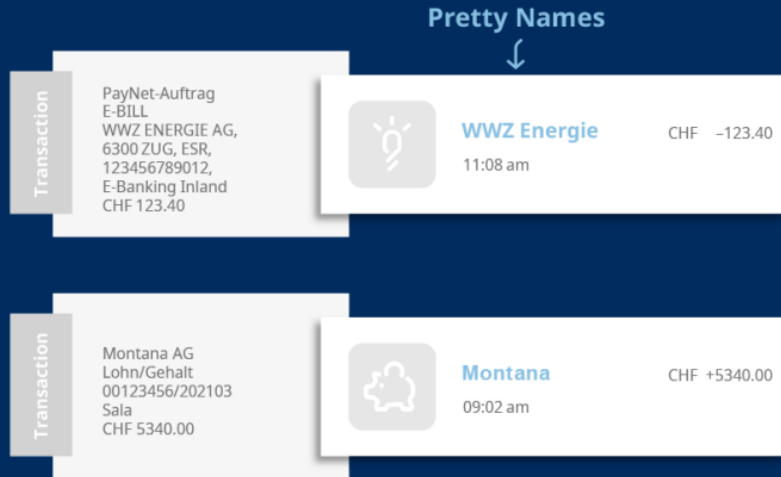 Pretty Names
Transaction
PayNet-Auftrag
E-BILL
WWZ ENERGIE AG,
6300 ZUG, ESR,
123456789012,
E-Banking Inland
CHF 123.40
WWZ Energie
CHF –123.40
11:08 am
Transaction
Montana AG
Lohn/Gehalt
00123456/202103
Sala
CHF 5340.00
Montana
CHF +5340.00
09:02 am